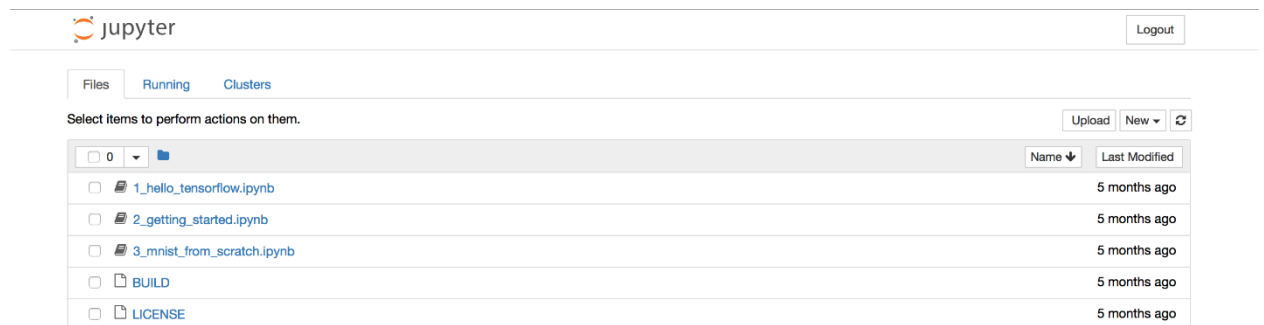 jupyter Logout
Files Running Clusters
Select items to perform actions on them. Upload New
0 Name Last Modified
1_hello_tensorflow.ipynb 5 months ago
2_getting_started.ipynb 5 months ago
3_mnist_from_scratch.ipynb 5 months ago
BUILD 5 months ago
LICENSE 5 months ago